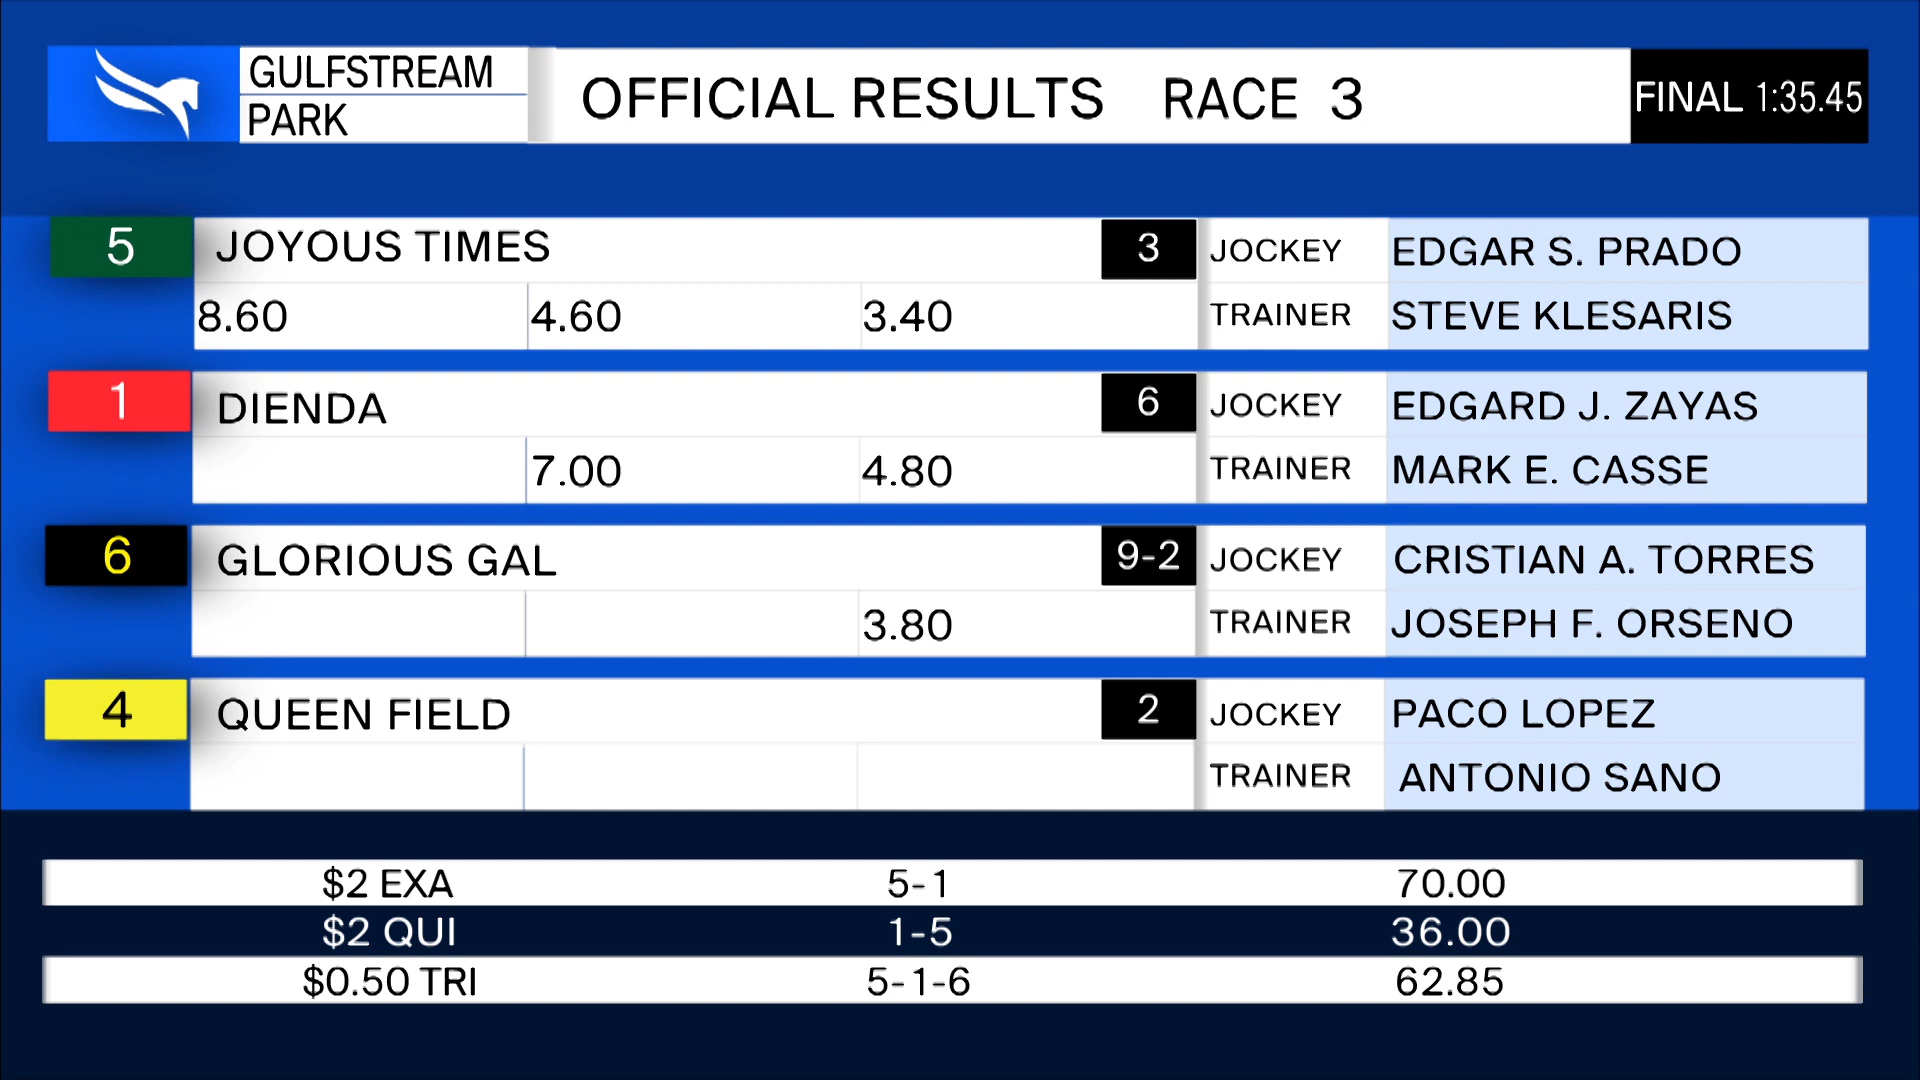 GULFSTREAM
PARK
OFFICIAL RESULTS RACE 3
FINAL 1:35.45
5 JOYOUS TIMES 3 JOCKEY EDGAR S. PRADO
8.60 4.60 3.40 TRAINER STEVE KLESARIS
1 DIENDA 6 JOCKEY EDGARD J. ZAYAS
7.00 4.80 TRAINER MARK E. CASSE
6 GLORIOUS GAL 9-2 JOCKEY CRISTIAN A. TORRES
3.80 TRAINER JOSEPH F. ORSENO
4 QUEEN FIELD 2 JOCKEY PACO LOPEZ
TRAINER ANTONIO SANO
$2 EXA 5-1 70.00
$2 QUI 1-5 36.00
$0.50 TRI 5-1-6 62.85